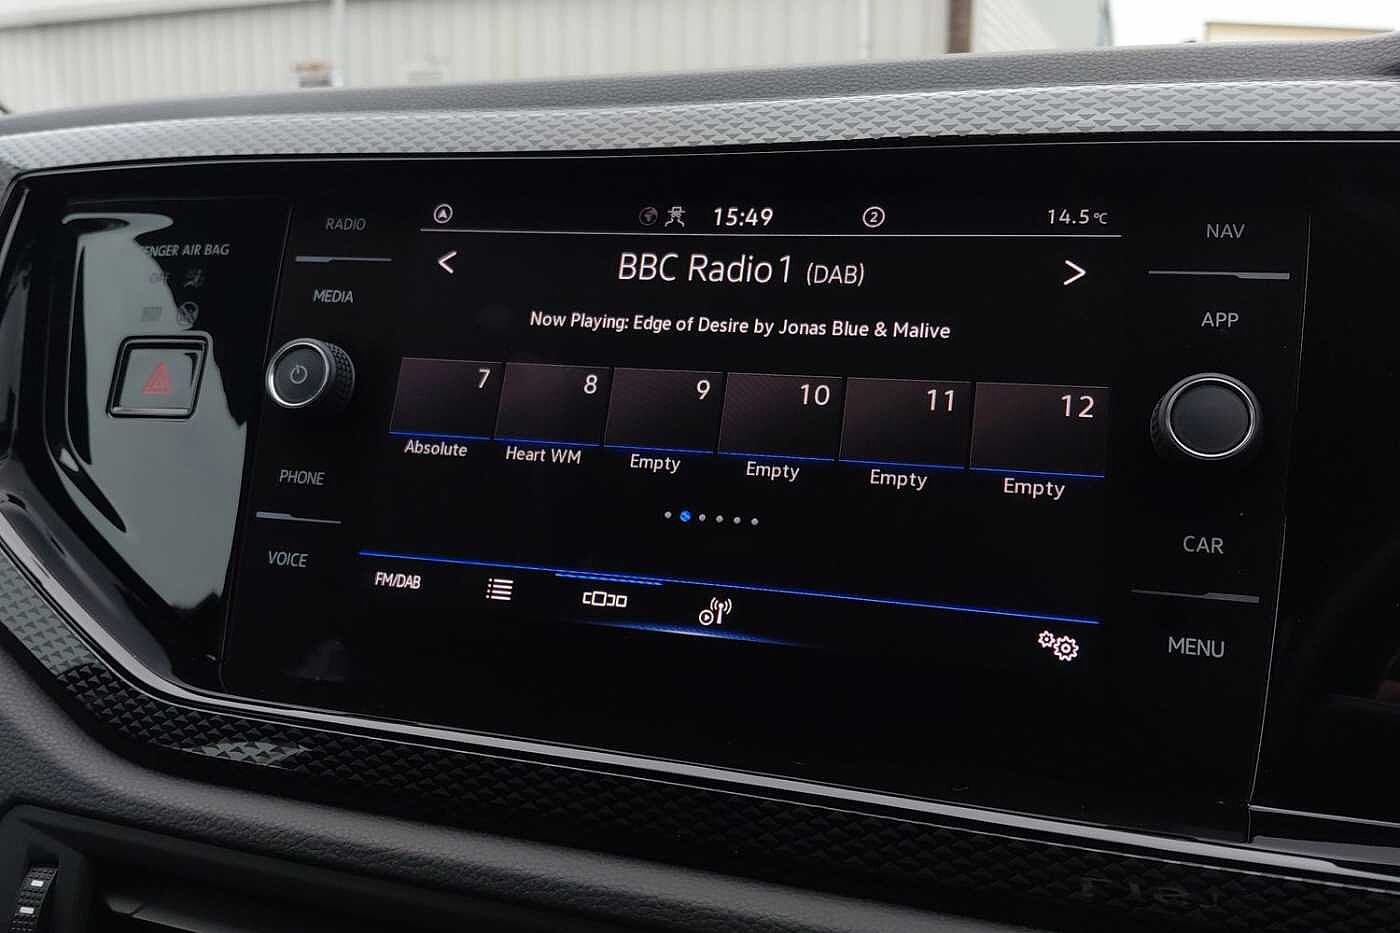 RADIO
MEDIA
PHONE
VOICE
ENGER AIR BAG
15:49
2
14.5°C
BBC Radio1 (DAB)
Now Playing: Edge of Desire by Jonas Blue & Malive
7 8 9 10 11 12
Absolute Heart WM Empty Empty Empty Empty
FM/DAB
NAV
APP
CAR
MENU